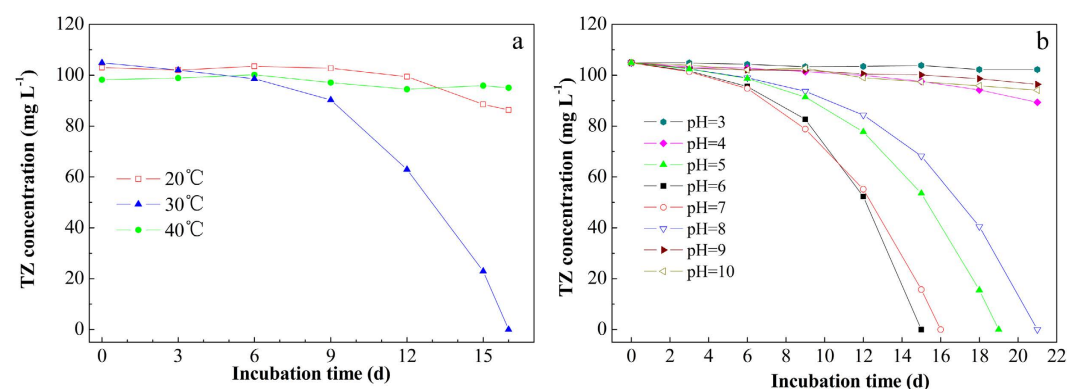 a
120
100
80
60
40
20
0
TZ concentration (mg L⁻¹)
20℃
30℃
40℃
0 3 6 9 12 15
Incubation time (d)
b
120
100
80
60
40
20
0
TZ concentration (mg L⁻¹)
pH=3
pH=4
pH=5
pH=6
pH=7
pH=8
pH=9
pH=10
0 2 4 6 8 10 12 14 16 18 20 22
Incubation time (d)